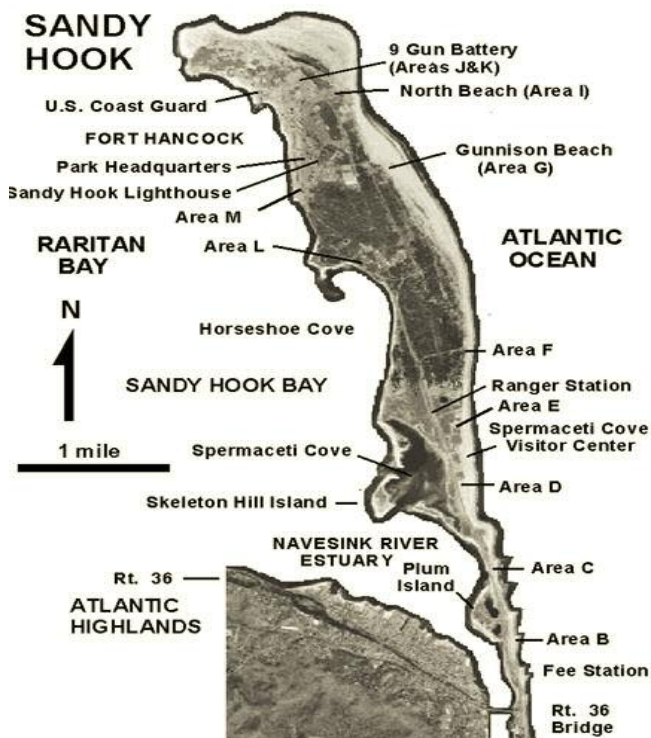 SANDY
HOOK
9 Gun Battery
(Areas J&K)
U.S. Coast Guard
North Beach (Area I)
FORT HANCOCK
Park Headquarters
Gunnison Beach
(Area G)
Sandy Hook Lighthouse
Area M
RARITAN
BAY
Area L
ATLANTIC
OCEAN
N
Horseshoe Cove
Area F
SANDY HOOK BAY
Ranger Station
Area E
1 mile
Spermaceti Cove
Visitor Center
Spermaceti Cove
Area D
Skeleton Hill Island
NAVESINK RIVER
ESTUARY
Rt. 36
Plum
Island
Area C
ATLANTIC
HIGHLANDS
Area B
Fee Station
Rt. 36
Bridge